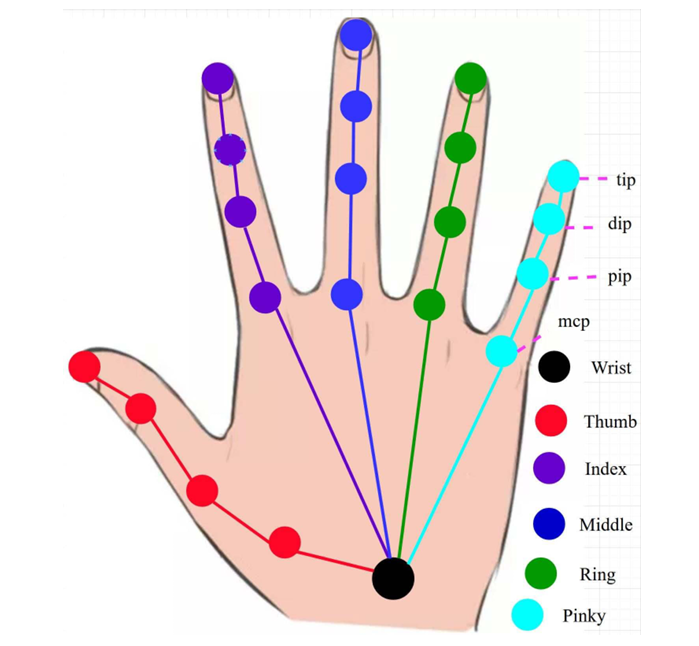 tip
dip
pip
mcp
Wrist
Thumb
Index
Middle
Ring
Pinky